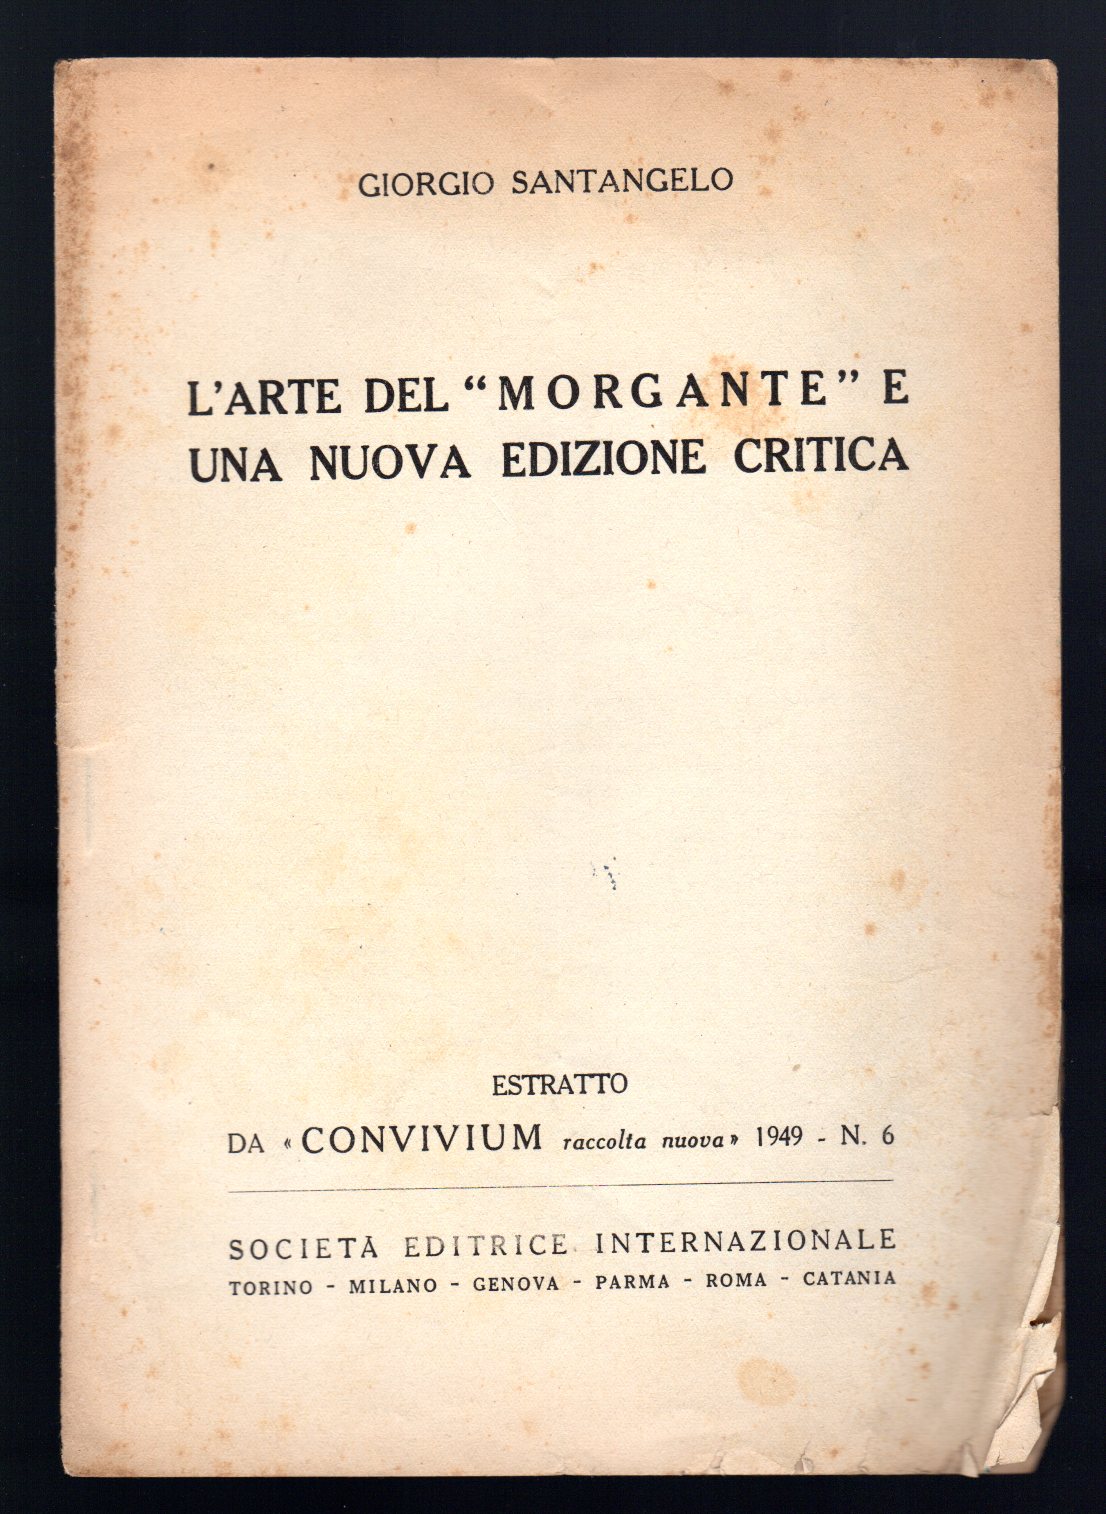 GIORGIO SANTANGELO
L'ARTE DEL “MORGANTE” E
UNA NUOVA EDIZIONE CRITICA
ESTRATTO
DA « CONVIVIUM raccolta nuova» 1949 - N. 6
SOCIETÀ EDITRICE INTERNAZIONALE
TORINO - MILANO - GENOVA - PARMA - ROMA - CATANIA